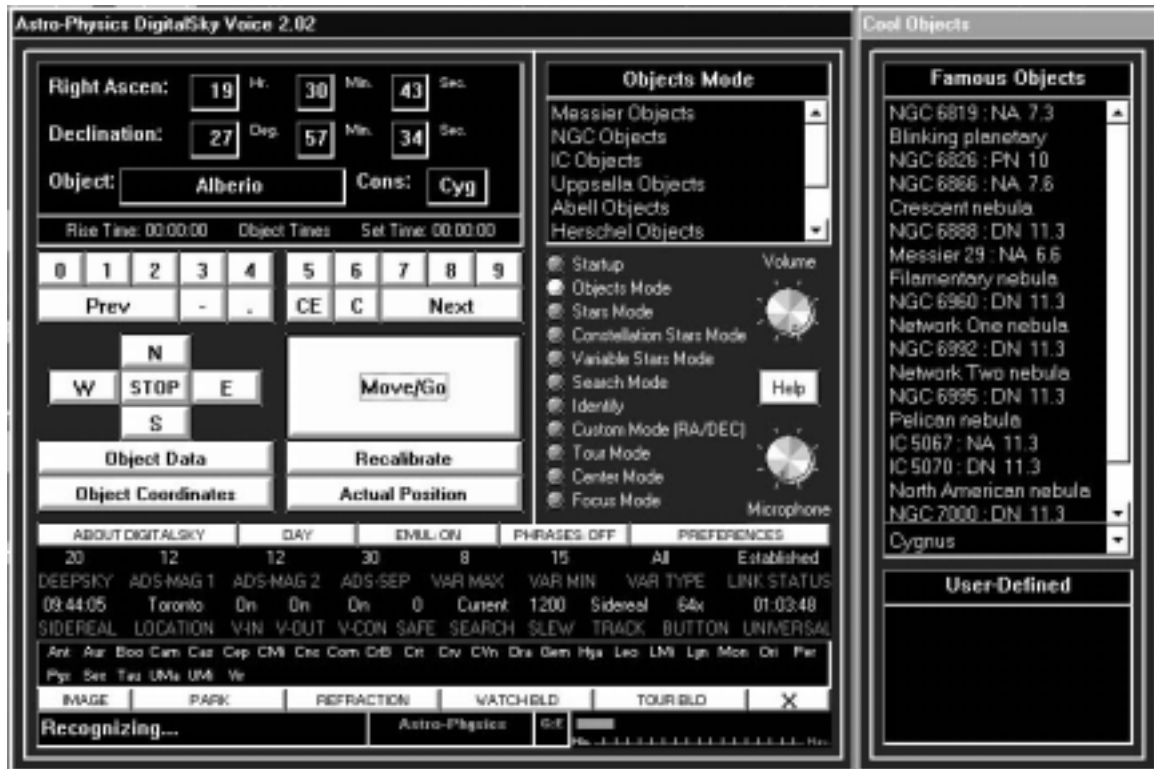 Astro-Physics DigitalSky Voice 2.02
Right Ascen: 19 Hr. 30 Min. 43 Sec.
Declination: 27 Deg. 57 Min. 34 Sec.
Object: Alberio Cons: Cyg
Rise Time: 00:00:00 Object Times Set Time: 00:00:00
0 1 2 3 4 5 6 7 8 9
Prev - . CE C Next
N
W STOP E
S
Move/Go
Object Data Recalibrate
Object Coordinates Actual Position
Objects Mode
Messier Objects
NGC Objects
IC Objects
Uppsalla Objects
Abell Objects
Herschel Objects
Startup
Objects Mode
Stars Mode
Constellation Stars Mode
Variable Stars Mode
Search Mode
Identify
Custom Mode (RA/DEC)
Tour Mode
Center Mode
Focus Mode
Volume
Help
Microphone
ABOUT DIGITALSKY DAY EMUL: ON PHRASES: OFF PREFERENCES
20 12 12 30 8 15 All Established
DEEPSKY ADS-MAG 1 ADS-MAG 2 ADS-SEP VAR MAX VAR MIN VAR TYPE LINK STATUS
09:44:05 Toronto On On On 0 Current 1200 Sidereal 64x 01:03:48
SIDEREAL LOCATION V-IN V-OUT V-CON SAFE SEARCH SLEW TRACK BUTTON UNIVERSAL
Ant Aur Boo Cam Cas Cep CMi Cnc Com CrB Crt Crv CVn Dra Gem Hya Leo LMi Lyn Mon Ori Per
Pyx Sex Tau UMa UMi Vir
IMAGE PARK REFRACTION WATCH BLD TOUR BLD X
Recognizing... Astro-Physics G:E
Cool Objects
Famous Objects
NGC 6819 : NA 7.3
Blinking planetary
NGC 6826 : PN 10
NGC 6866 : NA 7.6
Crescent nebula
NGC 6888 : DN 11.3
Messier 29 : NA 6.6
Filamentary nebula
NGC 6960 : DN 11.3
Network One nebula
NGC 6992 : DN 11.3
Network Two nebula
NGC 6995 : DN 11.3
Pelican nebula
IC 5067 : NA 11.3
IC 5070 : DN 11.3
North American nebula
NGC 7000 : DN 11.3
Cygnus
User-Defined